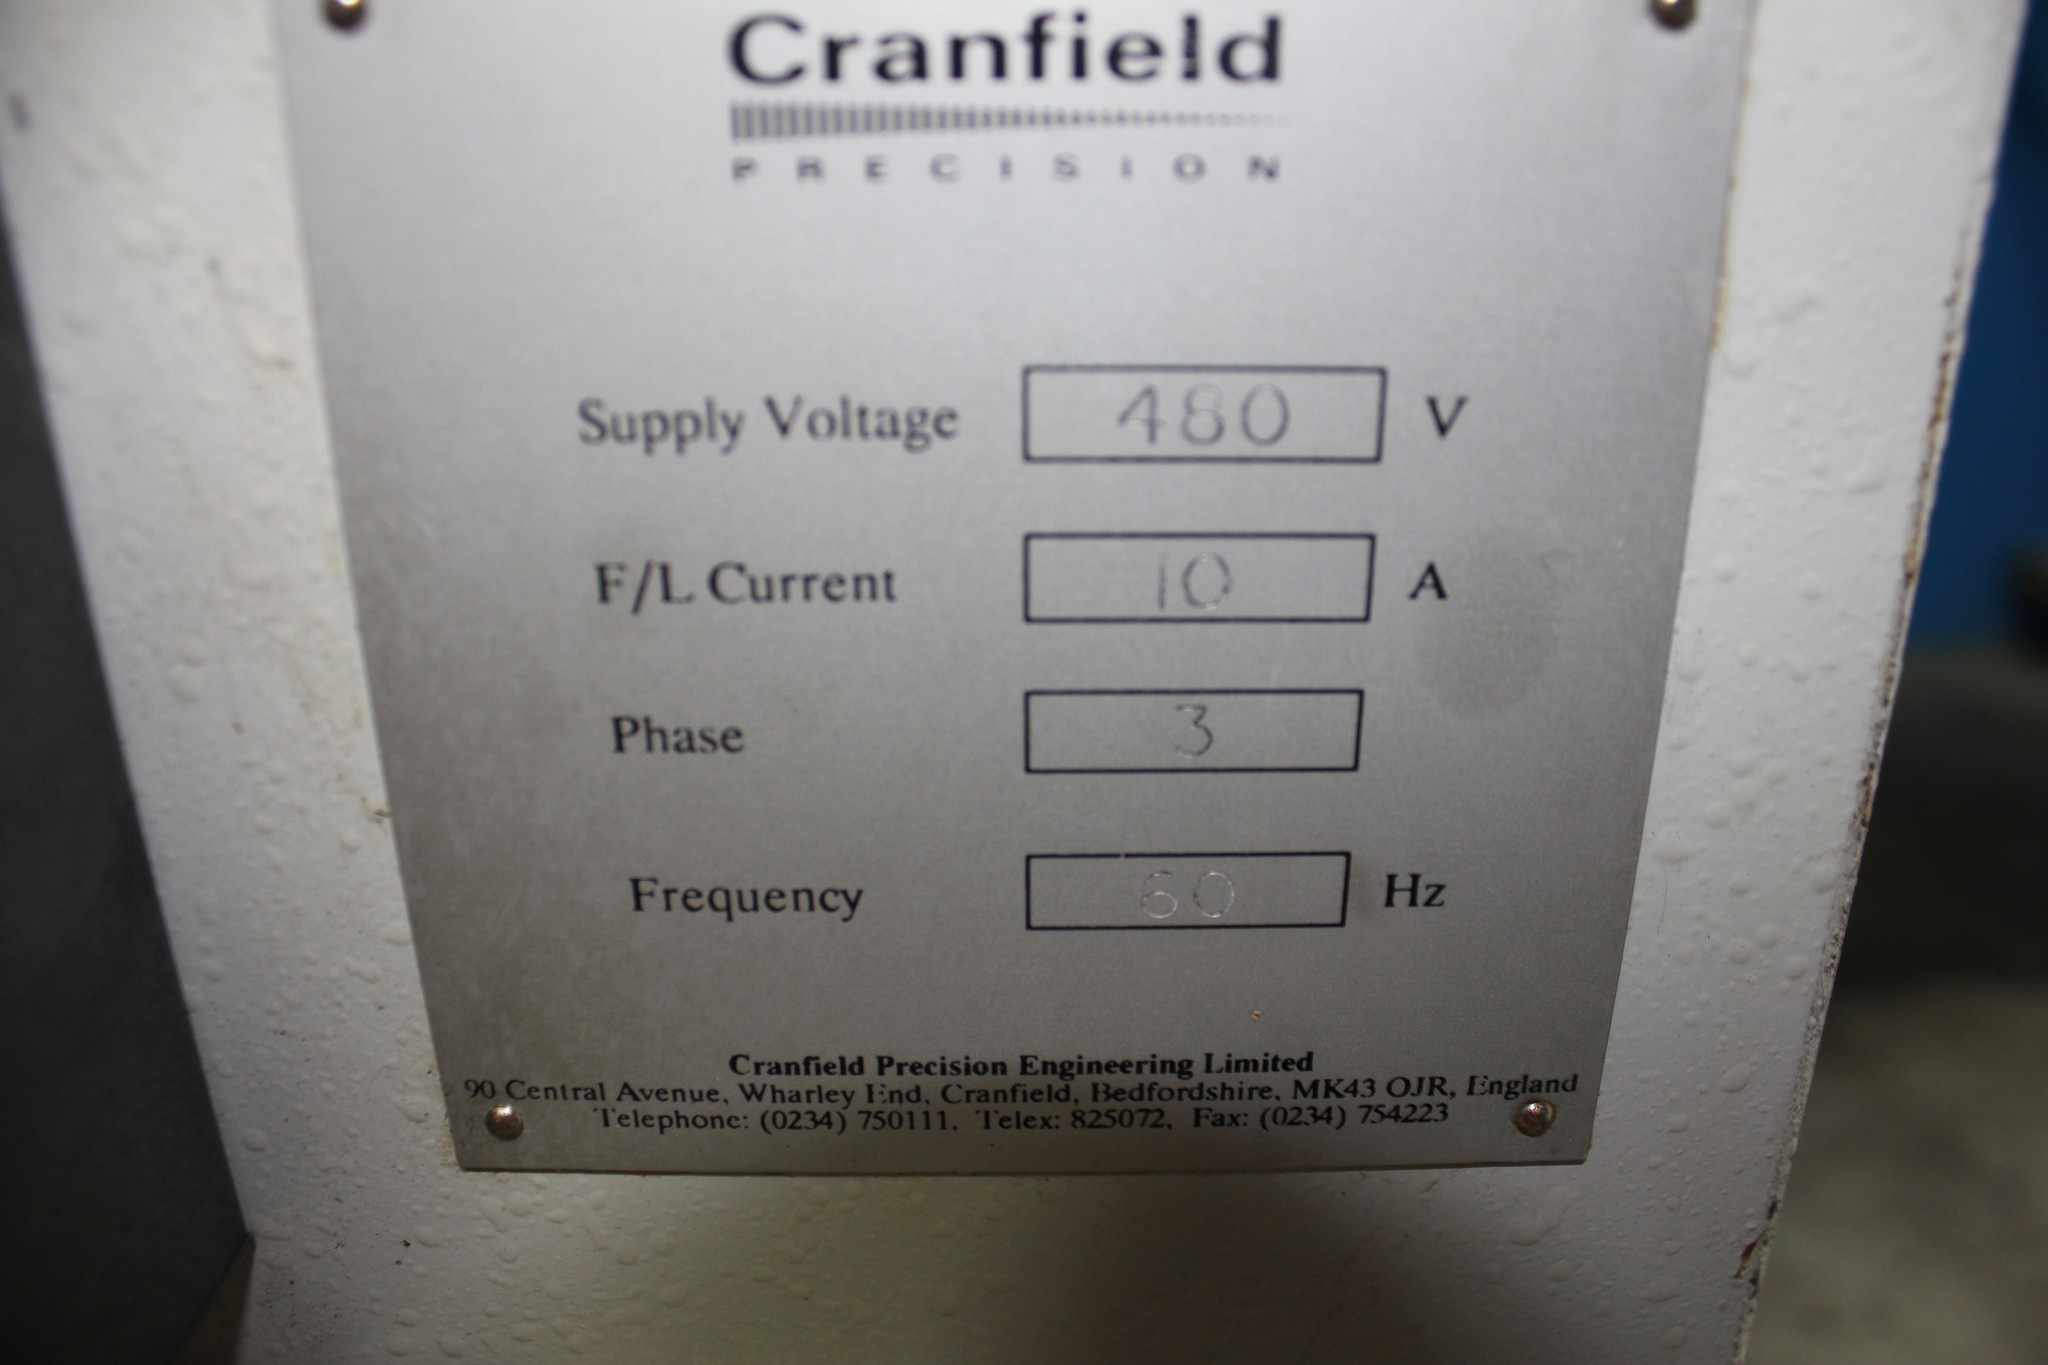 Cranfield
PRECISION
Supply Voltage 480 V
F/L Current 10 A
Phase 3
Frequency 60 Hz
Cranfield Precision Engineering Limited
90 Central Avenue, Wharley End, Cranfield, Bedfordshire, MK43 OJR, England
Telephone: (0234) 750111, Telex: 825072, Fax: (0234) 754223